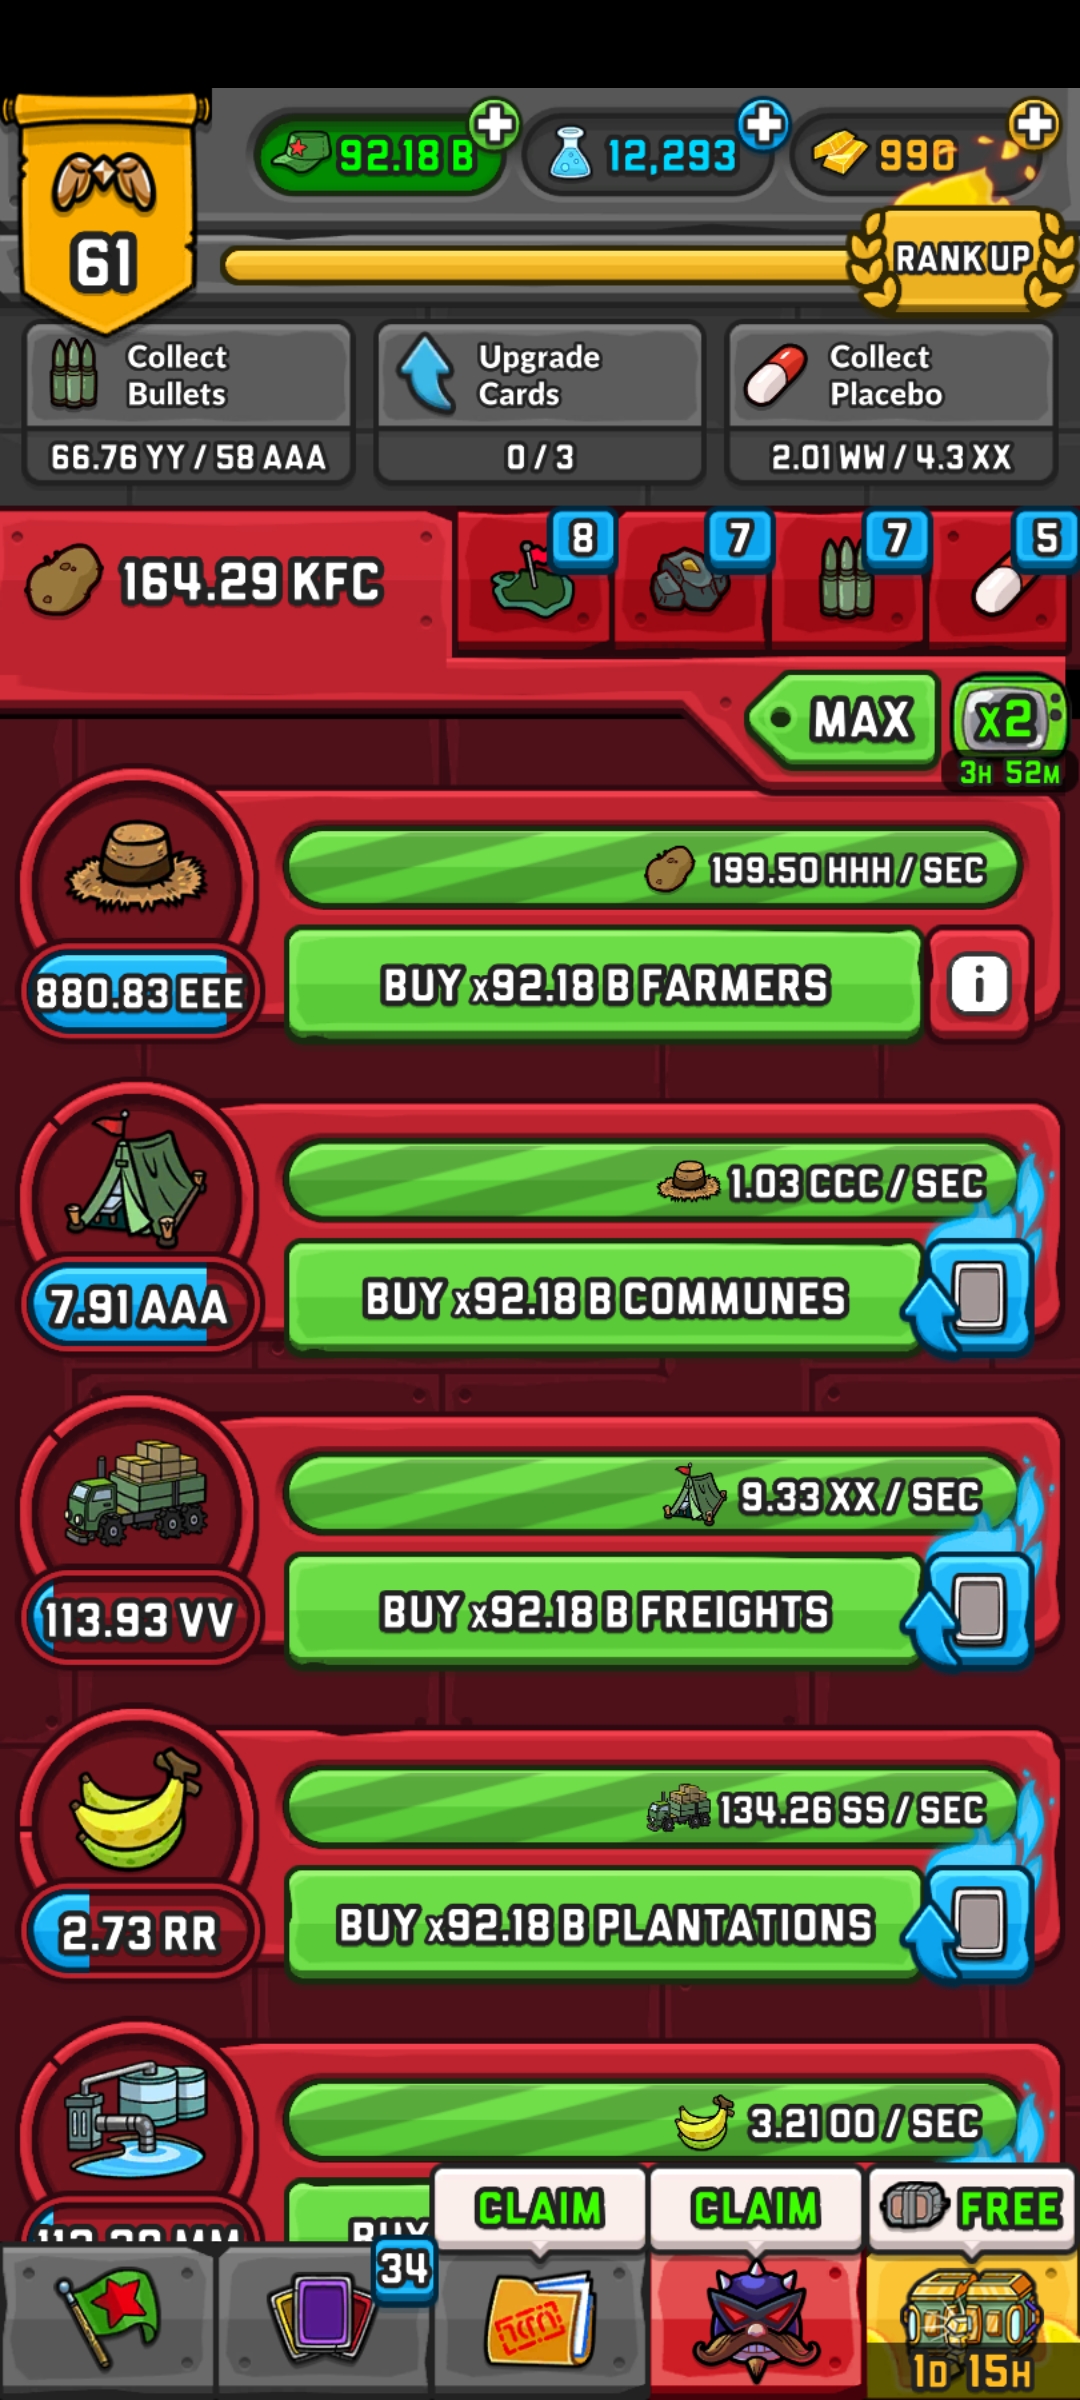 92.18 B
12,293
990
61
RANK UP
Collect
Bullets
66.76 YY / 58 AAA
Upgrade
Cards
0 / 3
Collect
Placebo
2.01 WW / 4.3 XX
164.29 KFC
8
7
7
5
MAX
x2
3H 52M
199.50 HHH / SEC
880.83 EEE
BUY x92.18 B FARMERS
i
1.03 CCC / SEC
7.91 AAA
BUY x92.18 B COMMUNES
9.33 XX / SEC
113.93 VV
BUY x92.18 B FREIGHTS
134.26 SS / SEC
2.73 RR
BUY x92.18 B PLANTATIONS
3.21 OO / SEC
BUY
CLAIM
CLAIM
FREE
34
1D 15H